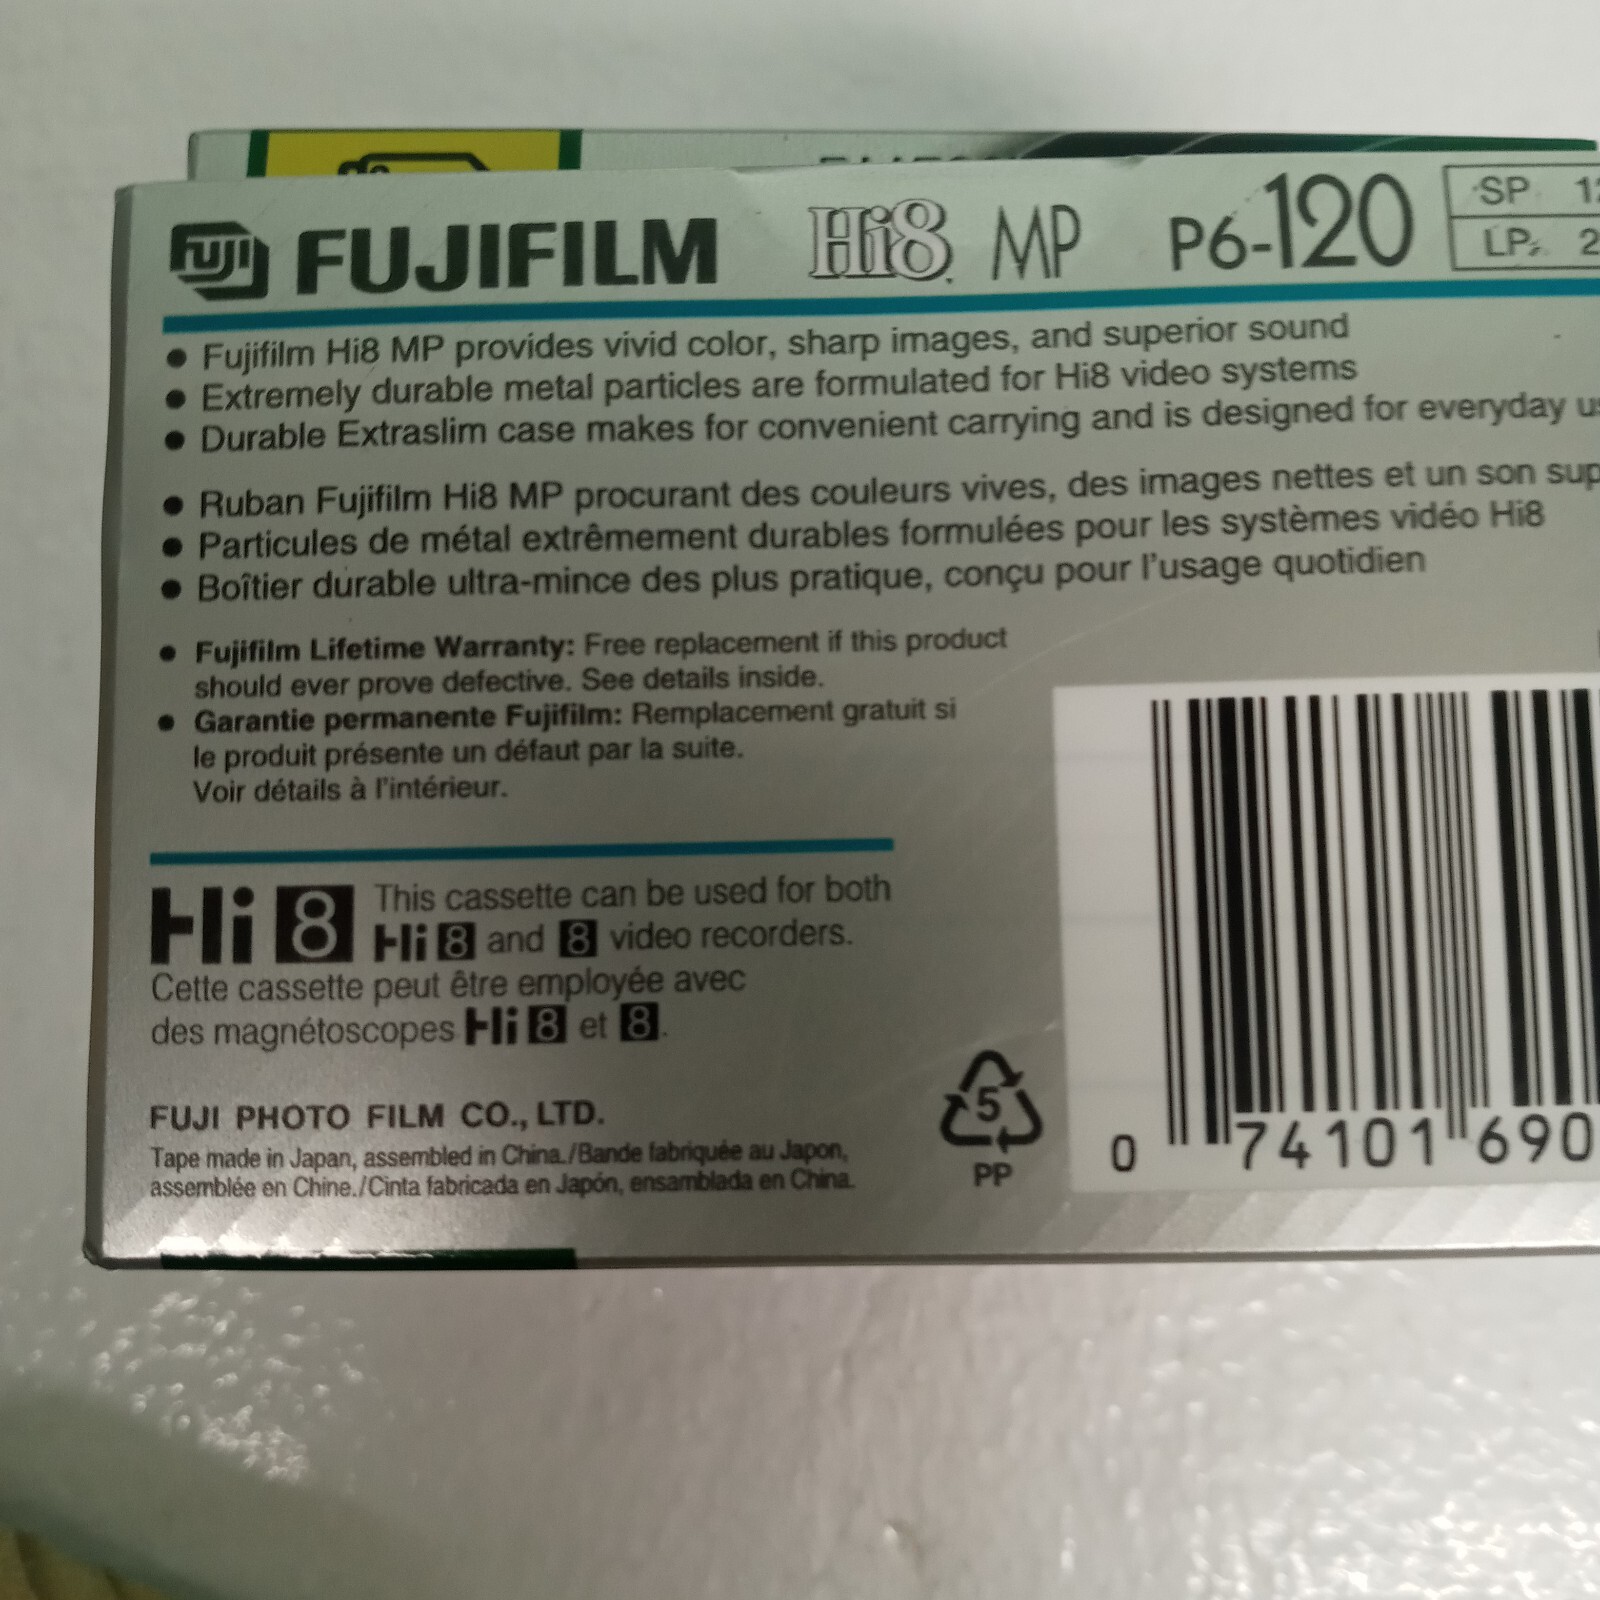 FUJI FUJIFILM Hi8 MP P6-120 SP LP
• Fujifilm Hi8 MP provides vivid color, sharp images, and superior sound
• Extremely durable metal particles are formulated for Hi8 video systems
• Durable Extraslim case makes for convenient carrying and is designed for everyday
• Ruban Fujifilm Hi8 MP procurant des couleurs vives, des images nettes et un son
• Particules de métal extrêmement durables formulées pour les systèmes vidéo Hi8
• Boîtier durable ultra-mince des plus pratique, conçu pour l'usage quotidien
• Fujifilm Lifetime Warranty: Free replacement if this product
should ever prove defective. See details inside.
• Garantie permanente Fujifilm: Remplacement gratuit si
le produit présente un défaut par la suite.
Voir détails à l'intérieur.
Hi 8 This cassette can be used for both
Hi 8 and 8 video recorders.
Cette cassette peut être employée avec
des magnétoscopes Hi 8 et 8.
FUJI PHOTO FILM CO., LTD.
Tape made in Japan, assembled in China./Bande fabriquée au Japon,
assemblée en Chine./Cinta fabricada en Japón, ensamblada en China.
5
PP
0 74101 690